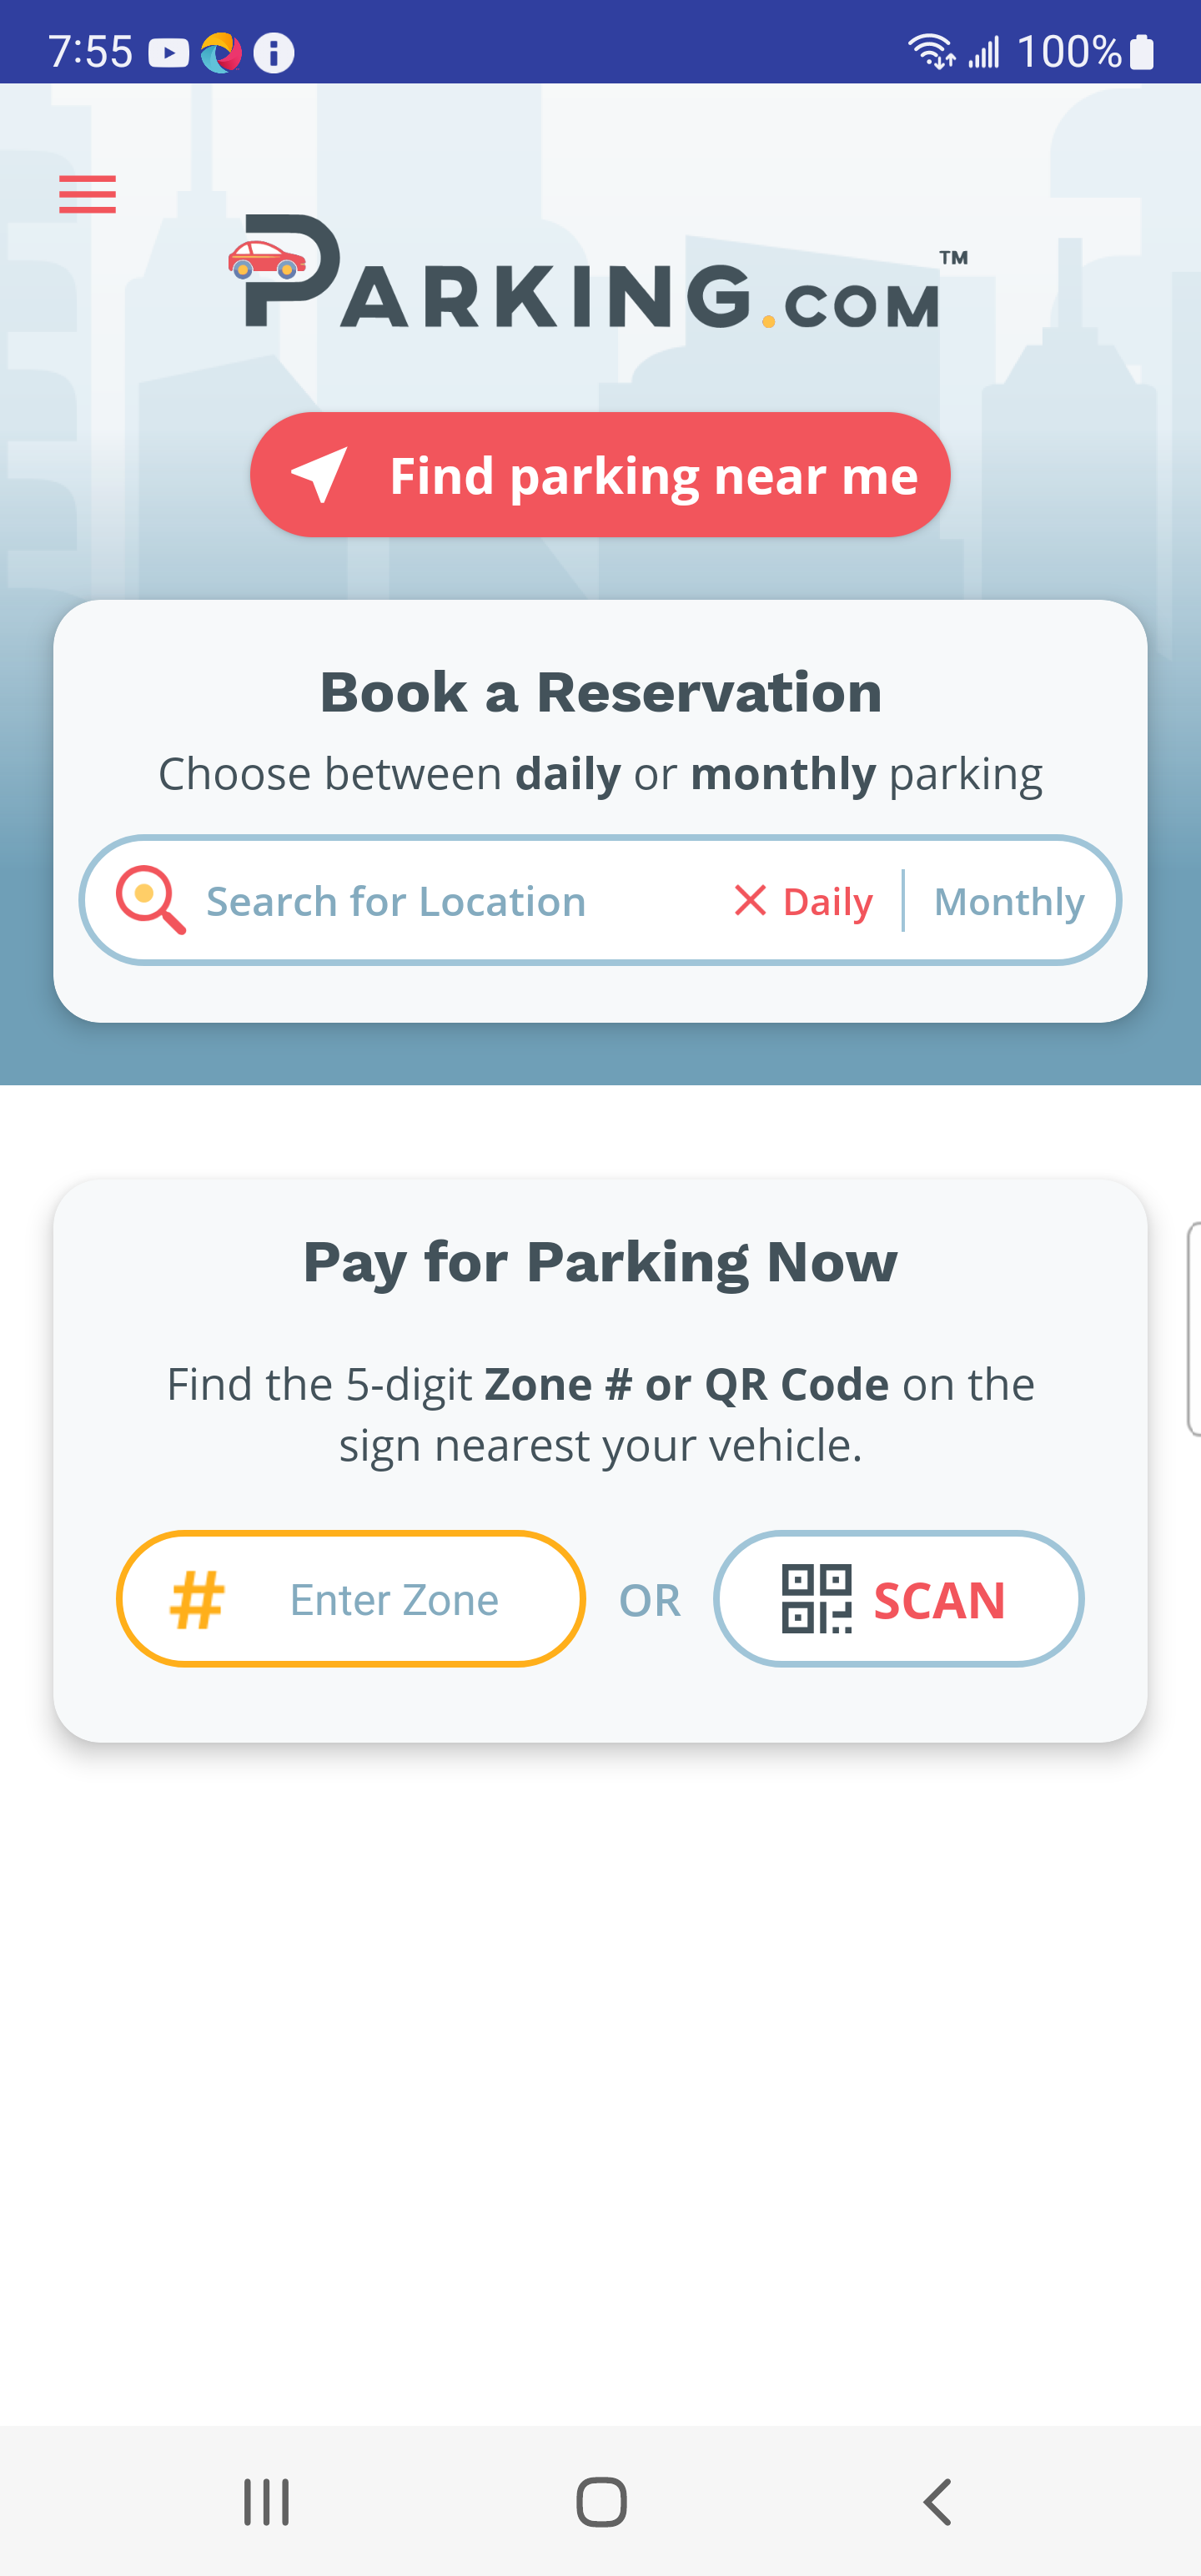 7:55
100%
PARKING.COM™
Find parking near me
Book a Reservation
Choose between daily or monthly parking
Search for Location
Daily
Monthly
Pay for Parking Now
Find the 5-digit Zone # or QR Code on the
sign nearest your vehicle.
# Enter Zone
OR
SCAN